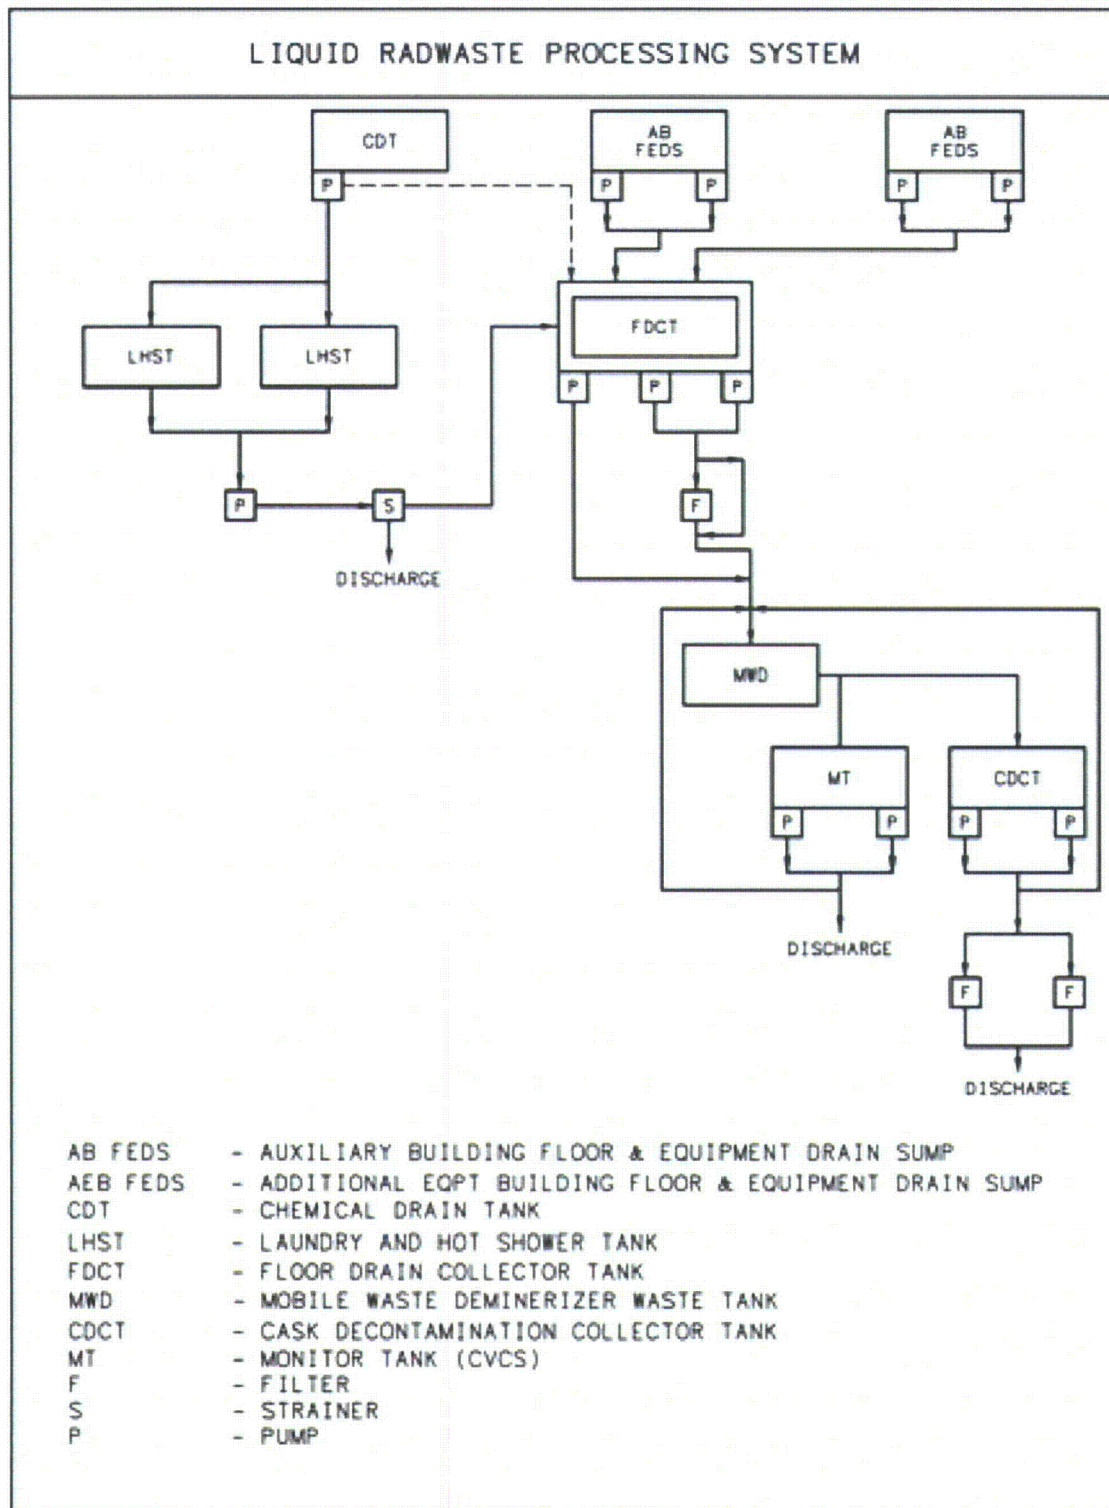 LIQUID RADWASTE PROCESSING SYSTEM
CDT
AB
FEDS
AB
FEDS
P
P
P
P
P
FDCT
LHST
LHST
P
P
P
P
S
F
DISCHARGE
MWD
MT
CDCT
P
P
P
P
DISCHARGE
F
F
DISCHARGE
AB FEDS - AUXILIARY BUILDING FLOOR & EQUIPMENT DRAIN SUMP
AEB FEDS - ADDITIONAL EQPT BUILDING FLOOR & EQUIPMENT DRAIN SUMP
CDT - CHEMICAL DRAIN TANK
LHST - LAUNDRY AND HOT SHOWER TANK
FDCT - FLOOR DRAIN COLLECTOR TANK
MWD - MOBILE WASTE DEMINERIZER WASTE TANK
CDCT - CASK DECONTAMINATION COLLECTOR TANK
MT - MONITOR TANK (CVCS)
F - FILTER
S - STRAINER
P - PUMP